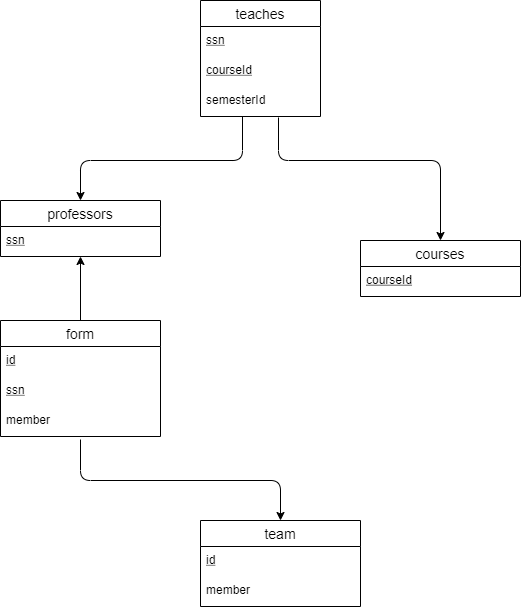 teaches
ssn
courseId
semesterId
professors
ssn
courses
courseId
form
id
ssn
member
team
id
member